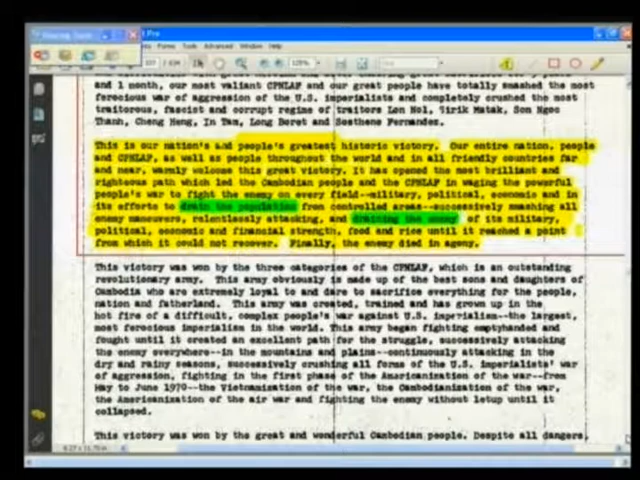 Forms Tools Advanced Window Help
125%
and 1 month, our most valiant CPNLAF and our great people have totally smashed the most
ferocious war of aggression of the U.S. imperialists and completely crushed the most
traitorous, fascist and corrupt regime of traitors Lon Nol, Sirik Matak, Son Ngoc
Thanh, Cheng Heng, In Tam, Long Boret and Sosthene Fernandez.
This is our nation's and people's greatest historic victory. Our entire nation, people
and CPNLAF, as well as people throughout the world and in all friendly countries far
and near, warmly welcome this great victory. It has opened the most brilliant and
righteous path which led the Cambodian people and the CPNLAF in waging the powerful
people's war to fight the enemy on every field--military, political, economic and in
its efforts to drain the population from controlled areas--successively smashing all
enemy maneuvers, relentlessly attacking, and draining the enemy of its military,
political, economic and financial strength, food and rice until it reached a point
from which it could not recover. Finally, the enemy died in agony.
This victory was won by the three categories of the CPNLAF, which is an outstanding
revolutionary army. This army obviously is made up of the best sons and daughters of
Cambodia who are extremely loyal to and dare to sacrifice everything for the people,
nation and fatherland. This army was created, trained and has grown up in the
hot fire of a difficult, complex people's war against U.S. imperialism--the largest,
most ferocious imperialism in the world. This army began fighting emptyhanded and
fought until it created an excellent path for the struggle, successively attacking
the enemy everywhere--in the mountains and plains--continuously attacking in the
dry and rainy seasons, successively crushing all forms of the U.S. imperialists' war
of aggression, fighting in the first phase of the Americanization of the war--from
May to June 1970--the Vietnamization of the war, the Cambodianization of the war,
the Americanization of air war and fighting the enemy without letup until it
collapsed.
This victory was won by the great and wonderful Cambodian people. Despite all dangers,